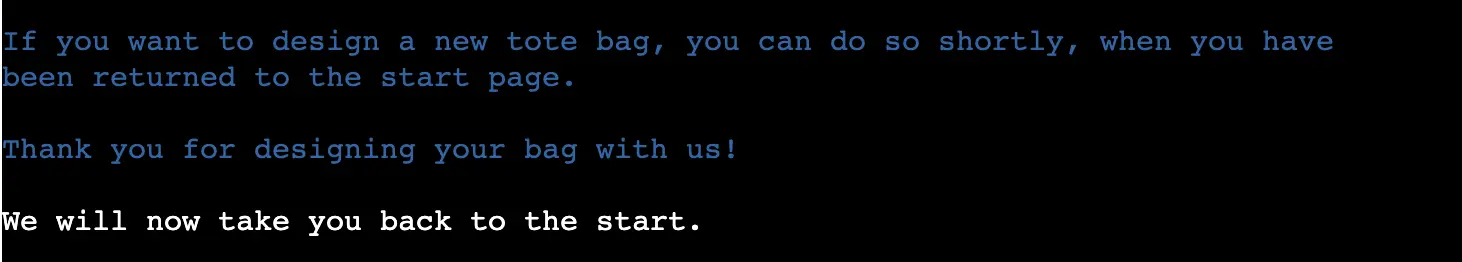 If you want to design a new tote bag, you can do so shortly, when you have
been returned to the start page.
Thank you for designing your bag with us!
We will now take you back to the start.